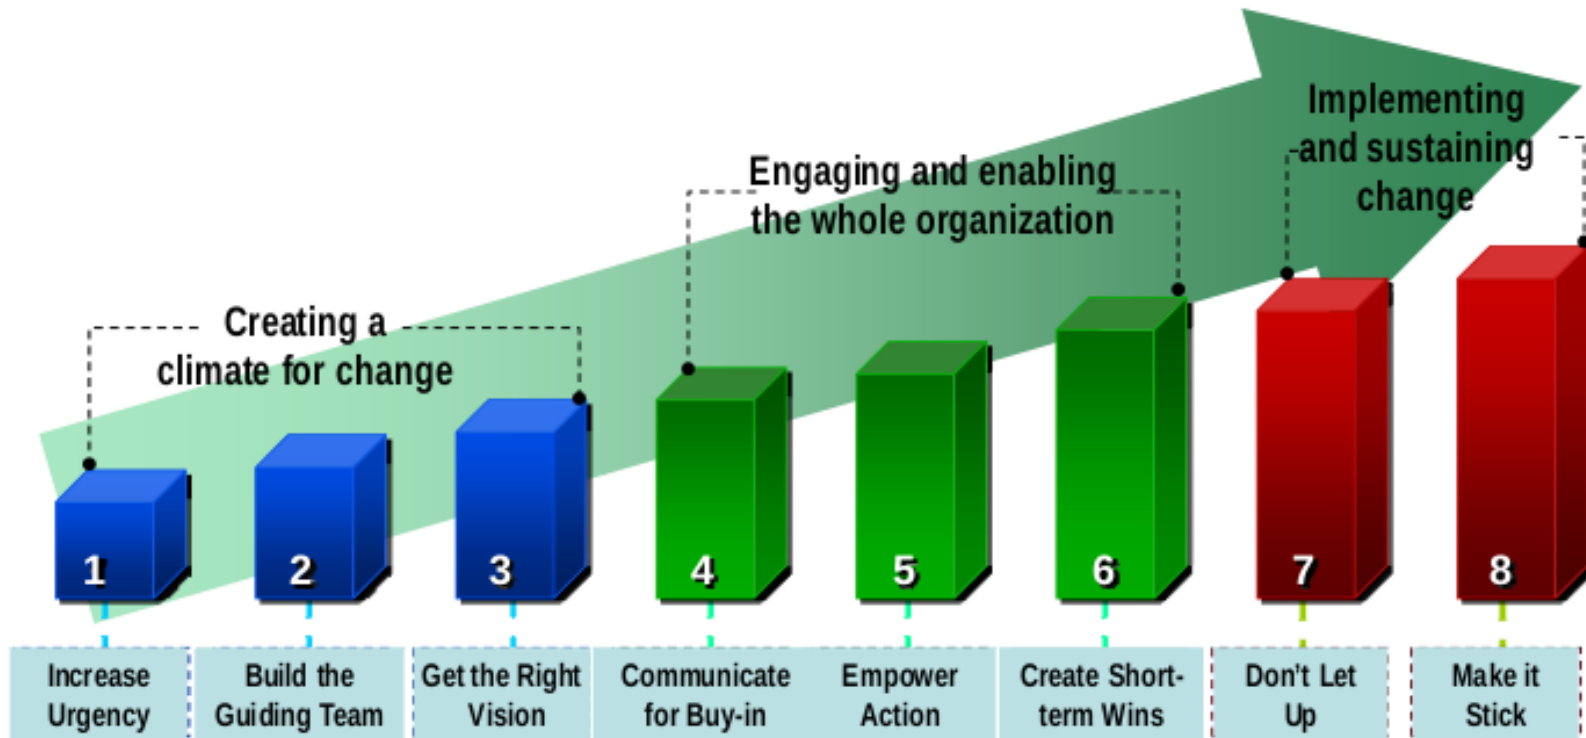 Implementing
and sustaining
change
Engaging and enabling
the whole organization
Creating a
climate for change
1
2
3
4
5
6
7
8
Increase
Urgency
Build the
Guiding Team
Get the Right
Vision
Communicate
for Buy-in
Empower
Action
Create Short-
term Wins
Don't Let
Up
Make it
Stick